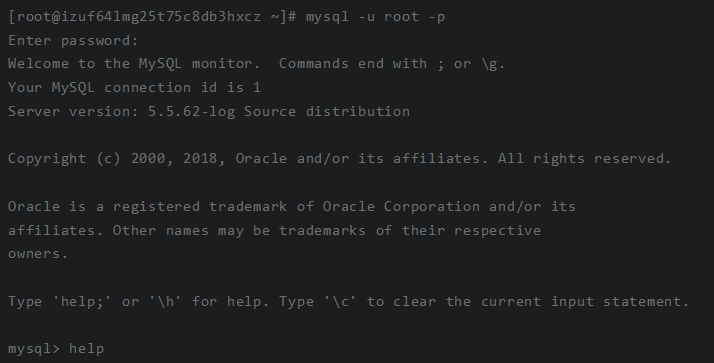 [root@izuf64lmg25t75c8db3hxcz ~]# mysql -u root -p
Enter password:
Welcome to the MySQL monitor.  Commands end with ; or \g.
Your MySQL connection id is 1
Server version: 5.5.62-log Source distribution
Copyright (c) 2000, 2018, Oracle and/or its affiliates. All rights reserved.
Oracle is a registered trademark of Oracle Corporation and/or its
affiliates. Other names may be trademarks of their respective
owners.
Type 'help;' or '\h' for help. Type '\c' to clear the current input statement.
mysql> help